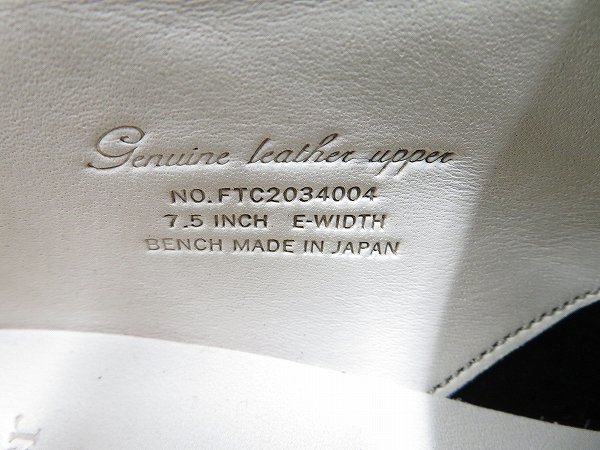 Genuine leather upper
NO. FTC2034004
7.5 INCH E-WIDTH
BENCH MADE IN JAPAN